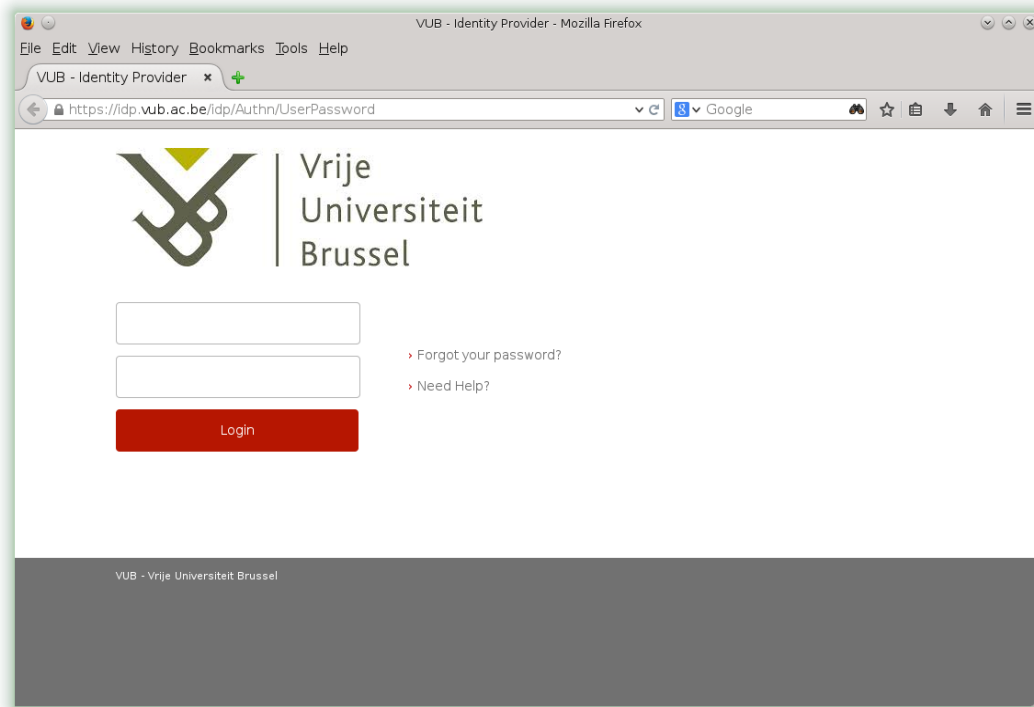 VUB - Identity Provider - Mozilla Firefox
File Edit View History Bookmarks Tools Help
VUB - Identity Provider
https://idp.vub.ac.be/idp/Authn/UserPassword
8 Google
Vrije
Universiteit
Brussel
Forgot your password?
Need Help?
Login
VUB - Vrije Universiteit Brussel